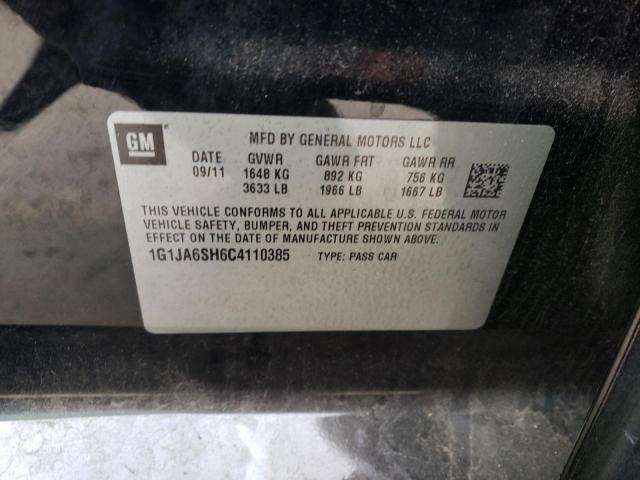 GM
MFD BY GENERAL MOTORS LLC
DATE GVWR GAWR FRT GAWR RR
09/11 1648 KG 892 KG 756 KG
3633 LB 1966 LB 1667 LB
THIS VEHICLE CONFORMS TO ALL APPLICABLE U.S. FEDERAL MOTOR
VEHICLE SAFETY, BUMPER, AND THEFT PREVENTION STANDARDS IN
EFFECT ON THE DATE OF MANUFACTURE SHOWN ABOVE.
1G1JA6SH6C4110385 TYPE: PASS CAR